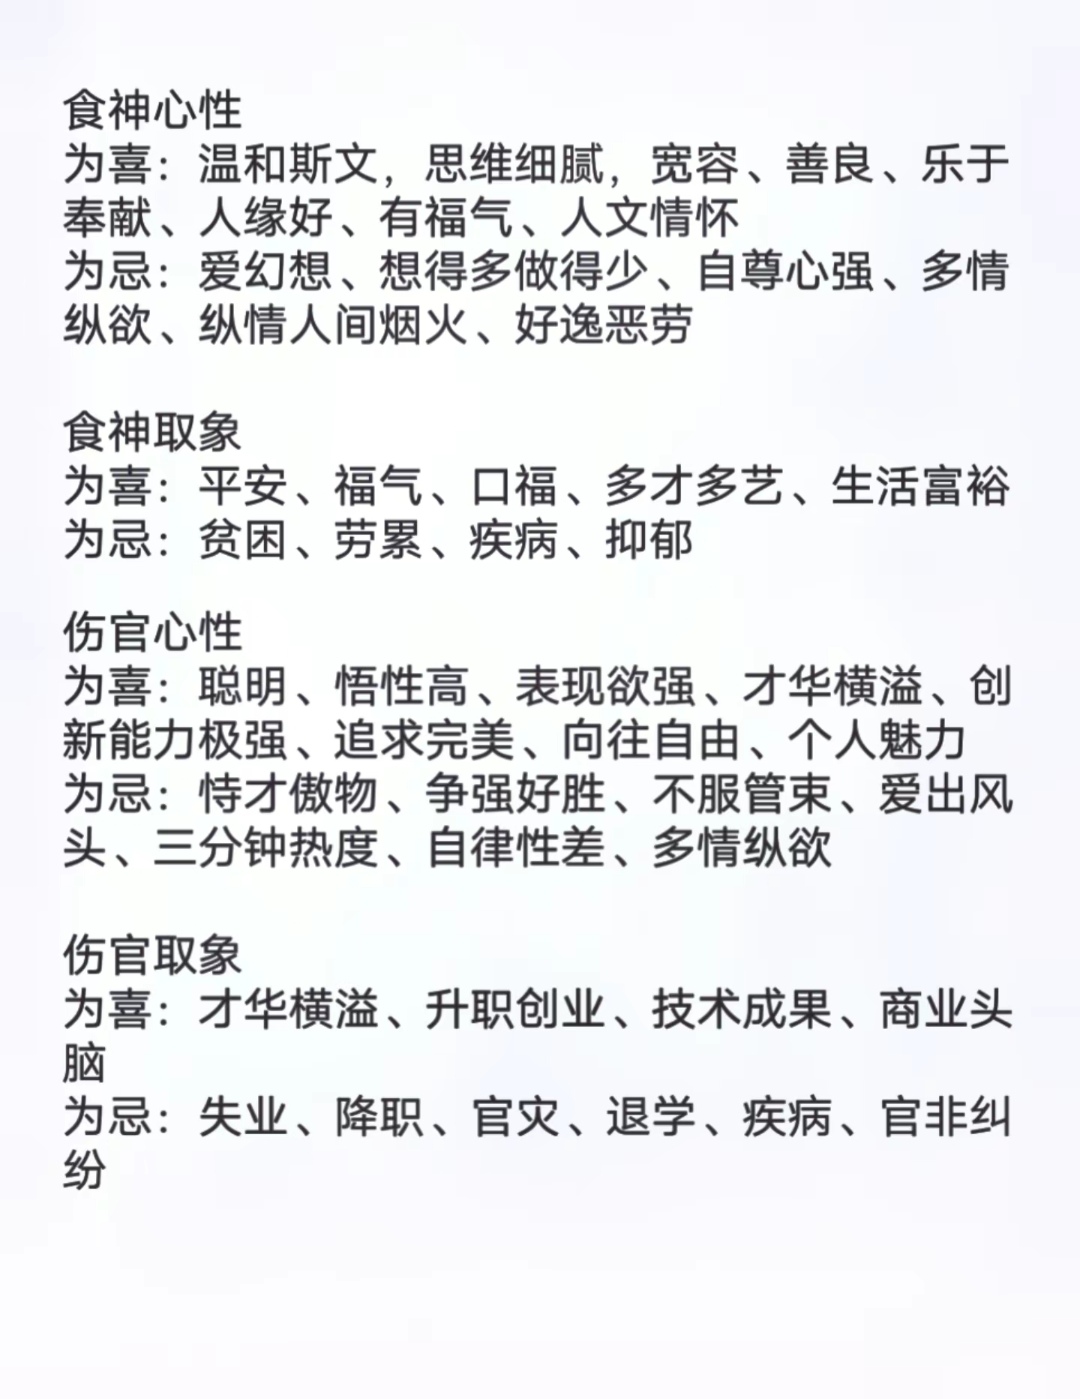 食神心性
为喜：温和斯文，思维细腻，宽容、善良、乐于
奉献、人缘好、有福气、人文情怀
为忌：爱幻想、想得多做得少、自尊心强、多情
纵欲、纵情人间烟火、好逸恶劳
食神取象
为喜：平安、福气、口福、多才多艺、生活富裕
为忌：贫困、劳累、疾病、抑郁
伤官心性
为喜：聪明、悟性高、表现欲强、才华横溢、创
新能力极强、追求完美、向往自由、个人魅力
为忌：恃才傲物、争强好胜、不服管束、爱出风
头、三分钟热度、自律性差、多情纵欲
伤官取象
为喜：才华横溢、升职创业、技术成果、商业头
脑
为忌：失业、降职、官灾、退学、疾病、官非纠
纷